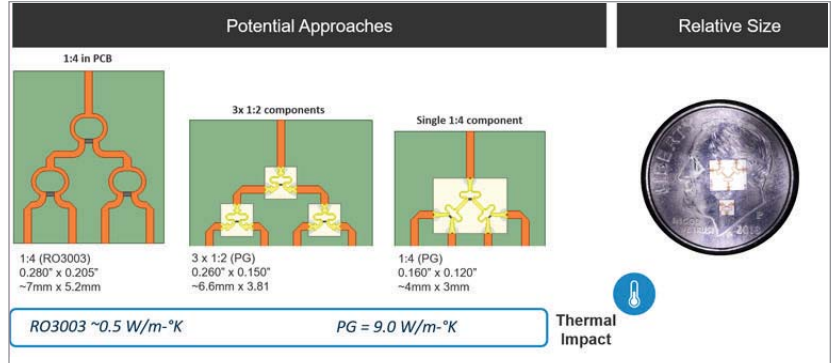 Potential Approaches
Relative Size
1:4 in PCB
3x 1:2 components
Single 1:4 component
1:4 (RO3003)
0.280" x 0.205"
~7mm x 5.2mm
3 x 1:2 (PG)
0.260" x 0.150"
~6.6mm x 3.81
1:4 (PG)
0.160" x 0.120"
~4mm x 3mm
RO3003 ~0.5 W/m-°K
PG = 9.0 W/m-°K
Thermal
Impact